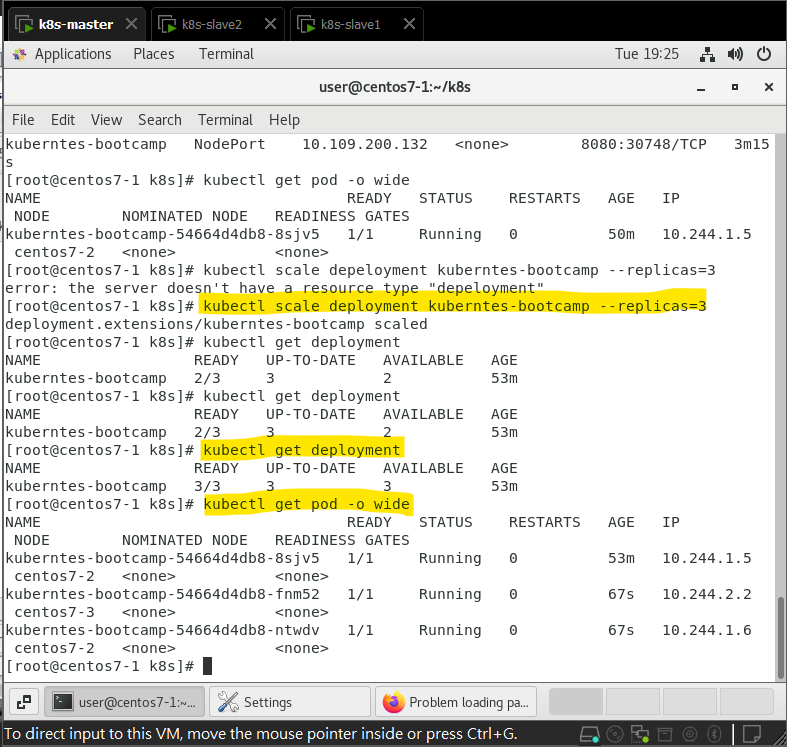 k8s-master
k8s-slave2
k8s-slave1
Applications Places Terminal Tue 19:25
user@centos7-1:~/k8s
File Edit View Search Terminal Help
kuberntes-bootcamp   NodePort    10.109.200.132   <none>        8080:30748/TCP   3m15
s
[root@centos7-1 k8s]# kubectl get pod -o wide
NAME                                  READY   STATUS    RESTARTS   AGE   IP
 NODE        NOMINATED NODE   READINESS GATES
kuberntes-bootcamp-54664d4db8-8sjv5   1/1     Running   0          50m   10.244.1.5
 centos7-2   <none>           <none>
[root@centos7-1 k8s]# kubectl scale depeloyment kuberntes-bootcamp --replicas=3
error: the server doesn't have a resource type "depeloyment"
[root@centos7-1 k8s]# kubectl scale deployment kuberntes-bootcamp --replicas=3
deployment.extensions/kuberntes-bootcamp scaled
[root@centos7-1 k8s]# kubectl get deployment
NAME                 READY   UP-TO-DATE   AVAILABLE   AGE
kuberntes-bootcamp   2/3     3            2           53m
[root@centos7-1 k8s]# kubectl get deployment
NAME                 READY   UP-TO-DATE   AVAILABLE   AGE
kuberntes-bootcamp   2/3     3            2           53m
[root@centos7-1 k8s]# kubectl get deployment
NAME                 READY   UP-TO-DATE   AVAILABLE   AGE
kuberntes-bootcamp   3/3     3            3           53m
[root@centos7-1 k8s]# kubectl get pod -o wide
NAME                                  READY   STATUS    RESTARTS   AGE   IP
 NODE        NOMINATED NODE   READINESS GATES
kuberntes-bootcamp-54664d4db8-8sjv5   1/1     Running   0          53m   10.244.1.5
 centos7-2   <none>           <none>
kuberntes-bootcamp-54664d4db8-fnm52   1/1     Running   0          67s   10.244.2.2
 centos7-3   <none>           <none>
kuberntes-bootcamp-54664d4db8-ntwdv   1/1     Running   0          67s   10.244.1.6
 centos7-2   <none>           <none>
[root@centos7-1 k8s]#
user@centos7-1:~... Settings Problem loading pa...
To direct input to this VM, move the mouse pointer inside or press Ctrl+G.